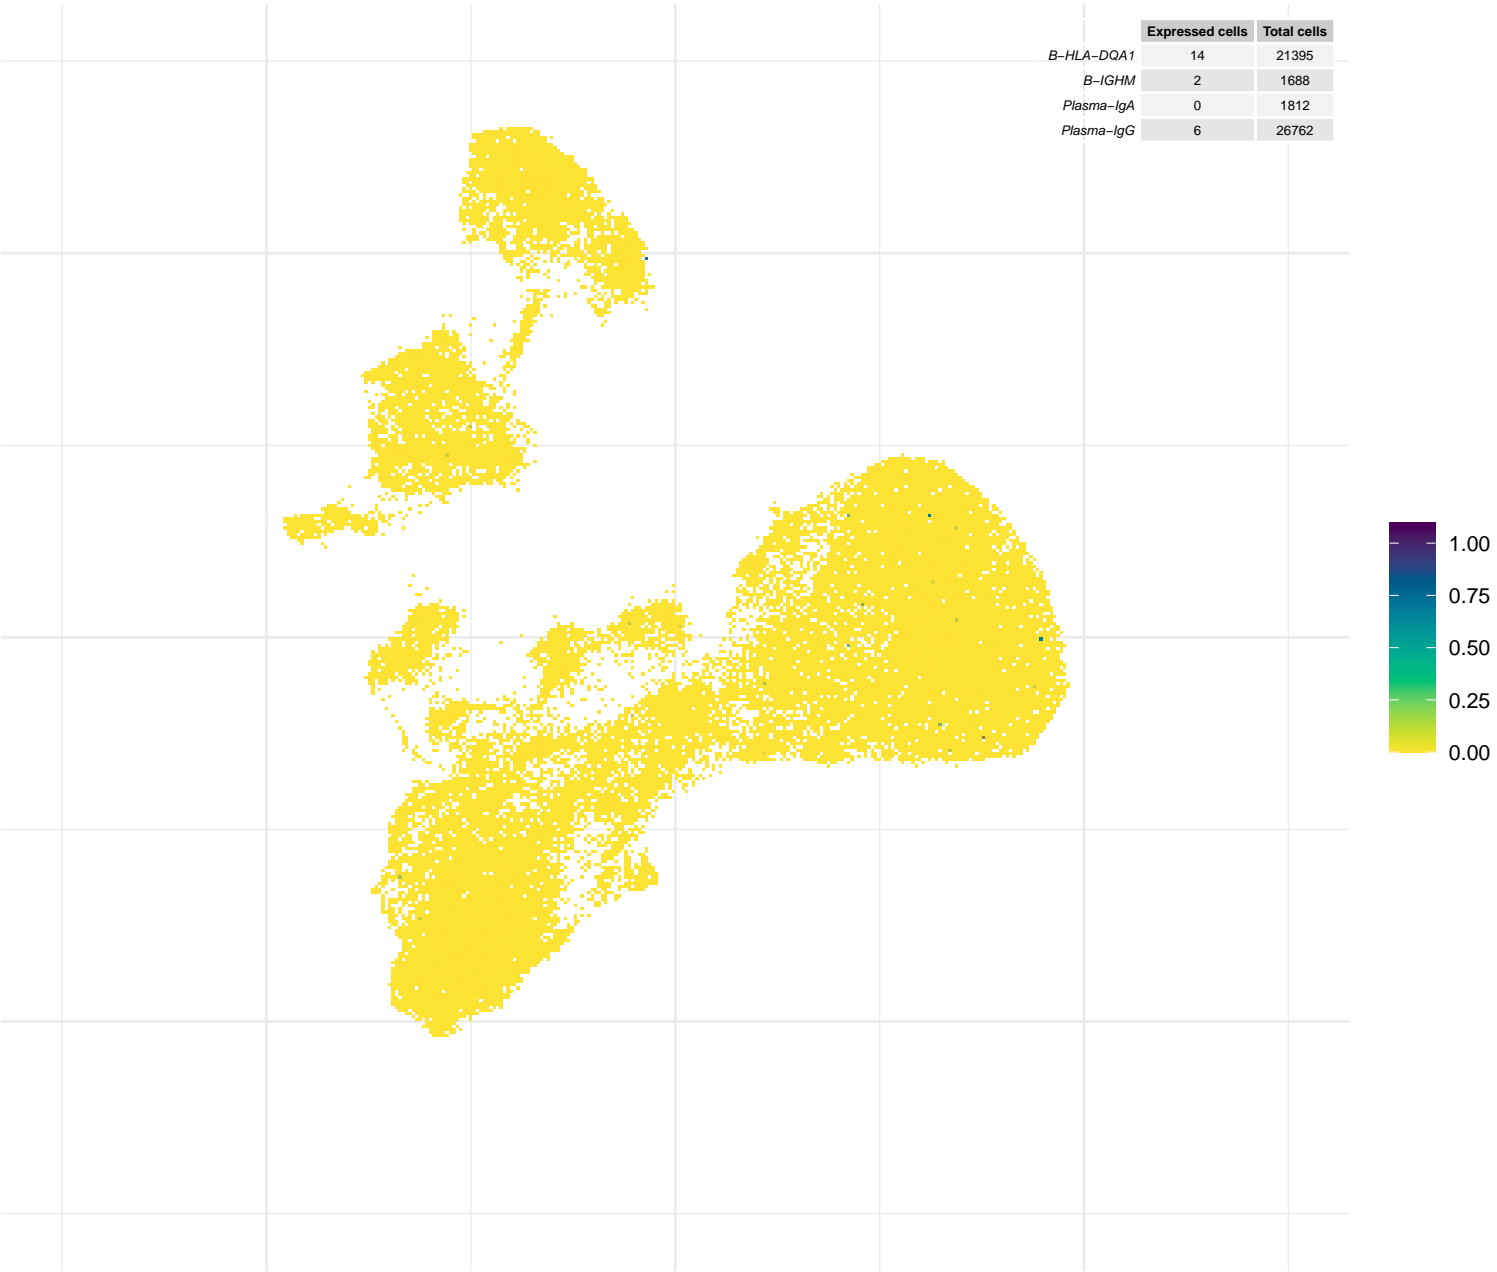 Expressed cells Total cells
B−HLA−DQA1 14 21395
B−IGHM 2 1688
Plasma−IgA 0 1812
Plasma−IgG 6 26762
1.00
0.75
0.50
0.25
0.00